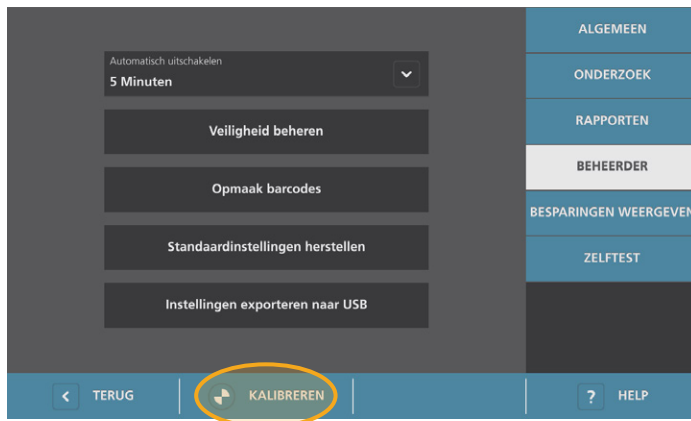 Automatisch uitschakelen
5 Minuten
Veiligheid beheren
Opmaak barcodes
Standaardinstellingen herstellen
Instellingen exporteren naar USB
ALGEMEEN
ONDERZOEK
RAPPORTEN
BEHEERDER
BESPARINGEN WEERGEVEN
ZELFTEST
TERUG
KALIBREREN
? HELP